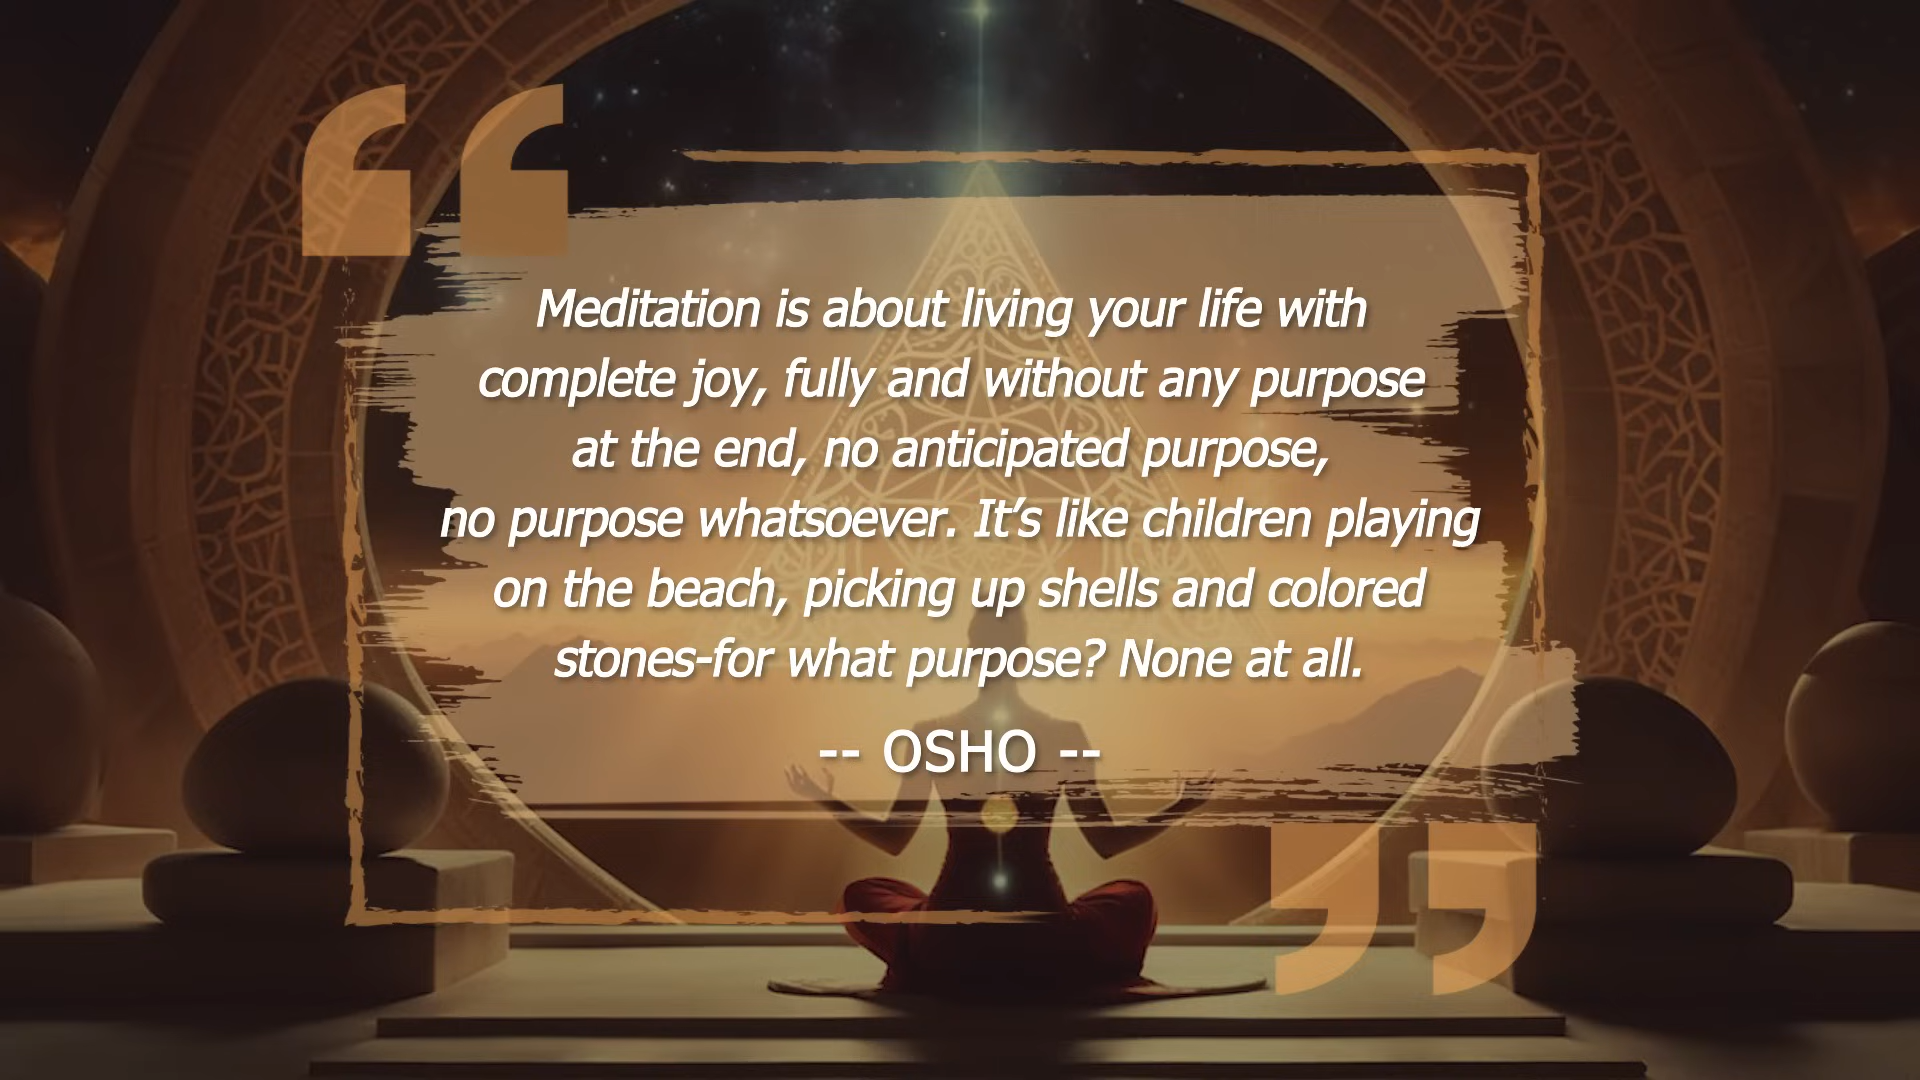 Meditation is about living your life with
complete joy, fully and without any purpose
at the end, no anticipated purpose,
no purpose whatsoever. It’s like children playing
on the beach, picking up shells and colored
stones-for what purpose? None at all.
-- OSHO --